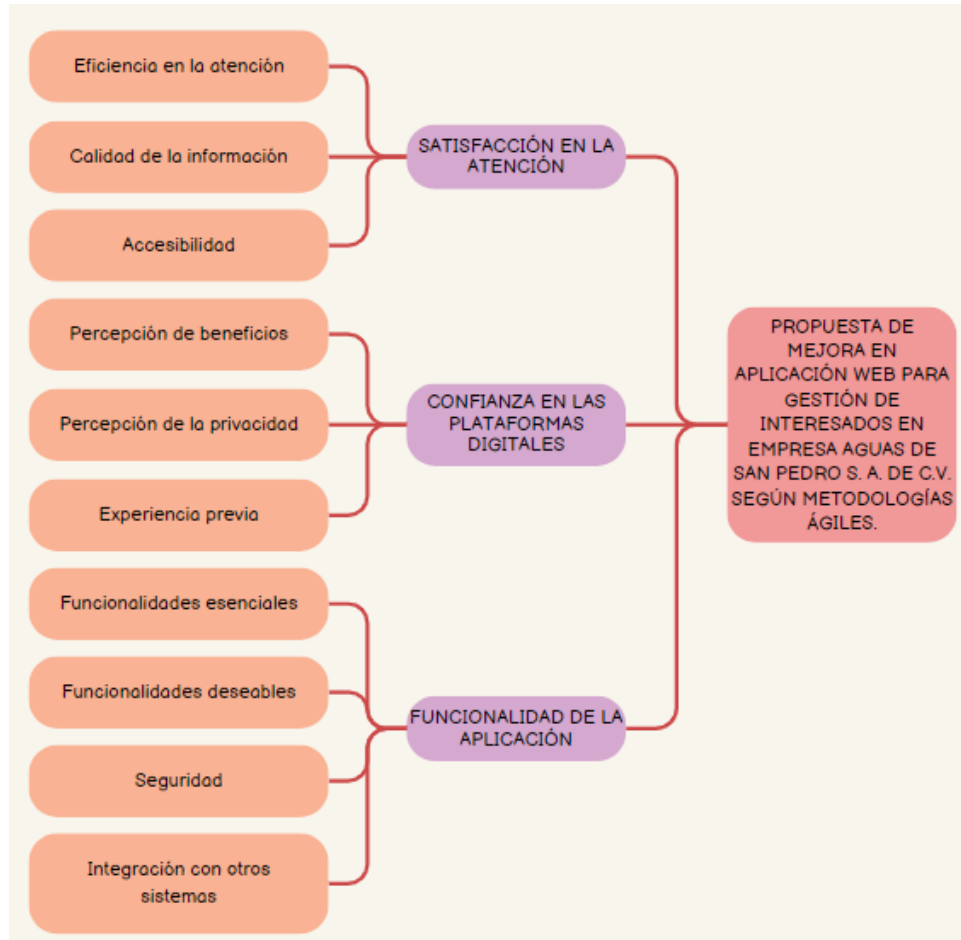 Eficiencia en la atención
Calidad de la información
Accesibilidad
SATISFACCIÓN EN LA
ATENCIÓN
Percepción de beneficios
Percepción de la privacidad
Experiencia previa
CONFIANZA EN LAS
PLATAFORMAS
DIGITALES
Funcionalidades esenciales
Funcionalidades deseables
Seguridad
Integración con otros
sistemas
FUNCIONALIDAD DE LA
APLICACIÓN
PROPUESTA DE
MEJORA EN
APLICACIÓN WEB PARA
GESTIÓN DE
INTERESADOS EN
EMPRESA AGUAS DE
SAN PEDRO S. A. DE C.V.
SEGÚN METODOLOGÍAS
ÁGILES.